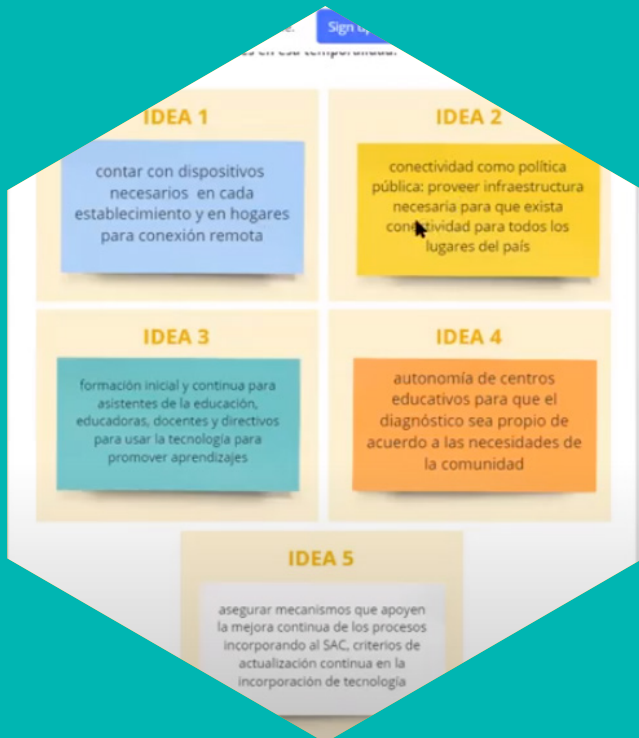 Sign up
en esa temporalidad.
IDEA 1
contar con dispositivos
necesarios en cada
establecimiento y en hogares
para conexión remota
IDEA 2
conectividad como política
pública: proveer infraestructura
necesaria para que exista
conectividad para todos los
lugares del país
IDEA 3
formación inicial y continua para
asistentes de la educación,
educadoras, docentes y directivos
para usar la tecnología para
promover aprendizajes
IDEA 4
autonomía de centros
educativos para que el
diagnóstico sea propio de
acuerdo a las necesidades de
la comunidad
IDEA 5
asegurar mecanismos que apoyen
la mejora continua de los procesos
incorporando al SAC, criterios de
actualización continua en la
incorporación de tecnología